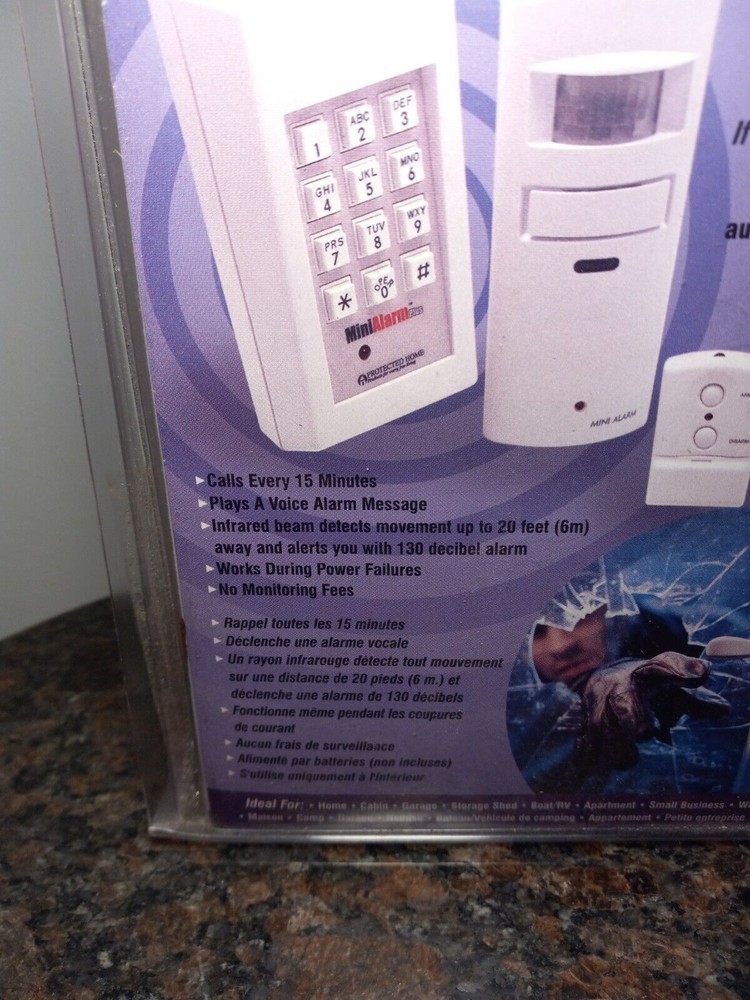 If
au
1
ABC
2
DEF
3
GHI
4
JKL
5
MNO
6
PRS
7
TUV
8
WXY
9
*
OPER
0
#
MiniAlarm
PROTECTED HOME
MINI ALARM
DISARM
►Calls Every 15 Minutes
►Plays A Voice Alarm Message
►Infrared beam detects movement up to 20 feet (6m)
away and alerts you with 130 decibel alarm
►Works During Power Failures
►No Monitoring Fees
► Rappel toutes les 15 minutes
► Déclenche une alarme vocale
► Un rayon infrarouge détecte tout mouvement
sur une distance de 20 pieds (6 m.) et
déclenche une alarme de 130 décibels
► Fonctionne même pendant les coupures
de courant
► Aucun frais de surveillance
► Alimenté par batteries (non incluses)
► S'utilise uniquement à l'intérieur
Ideal For: • Home • Cabin • Garage • Storage Shed • Boat/RV • Apartment • Small Business • W
• Maison • Camp • Garage • Véhicule de camping • Appartement • Petite entreprise